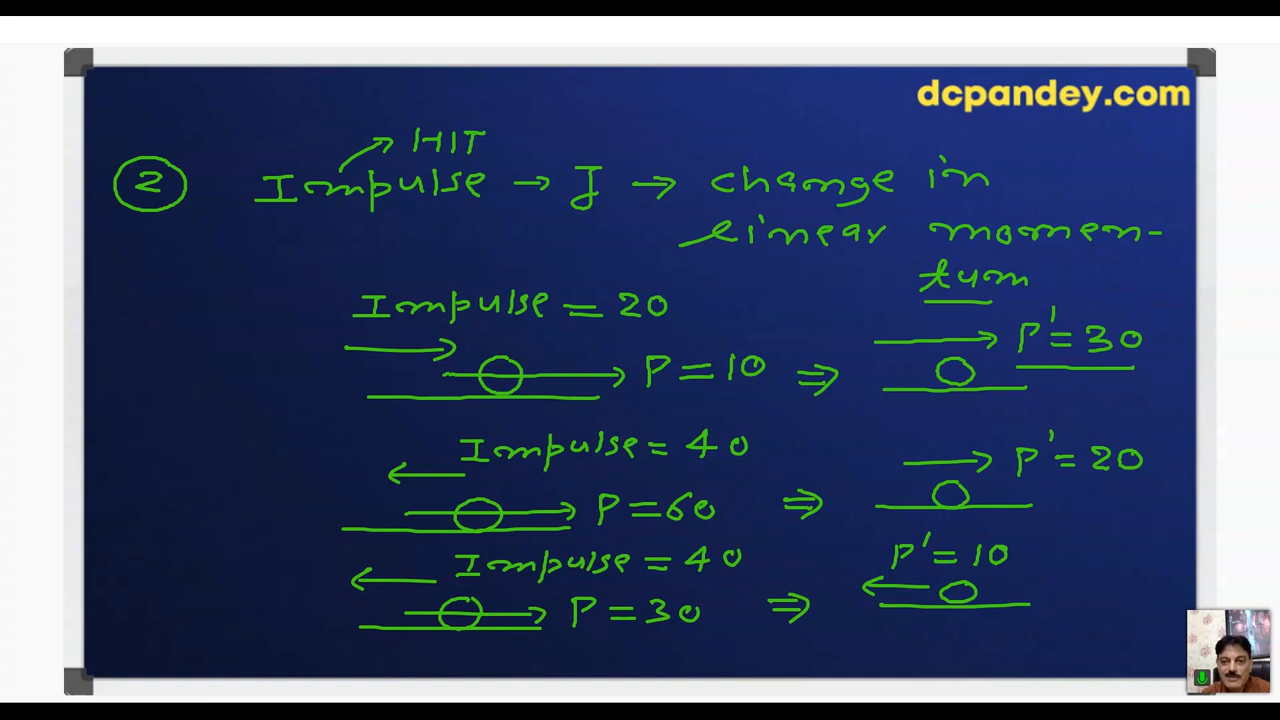 dcpandey.com
HIT
2 Impulse → J → change in
linear momen-
tum
Impulse = 20
P = 10 ⇒ P' = 30
Impulse = 40
P = 60 ⇒ P' = 20
Impulse = 40
P = 30 ⇒ P' = 10